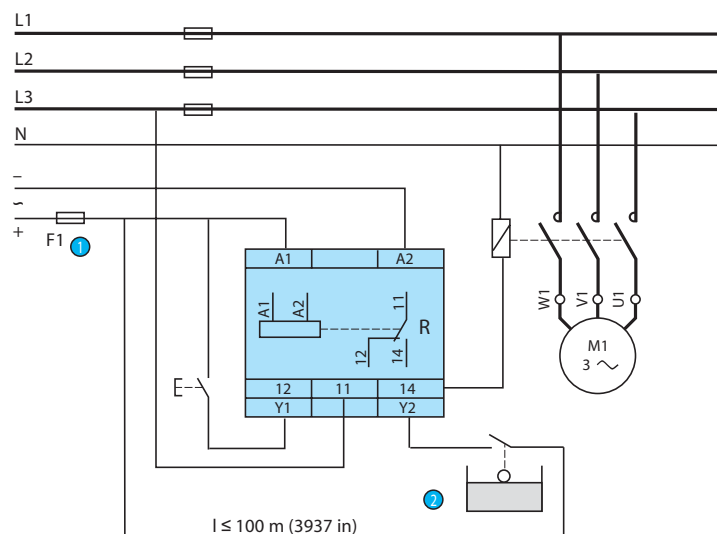 L1
L2
L3
N
–
~
+
F1
1
A1 A2
A1 A2 11
R
12 14
12 11 14
Y1 Y2
W1 V1 U1
M1
3 ~
2
l ≤ 100 m (3937 in)